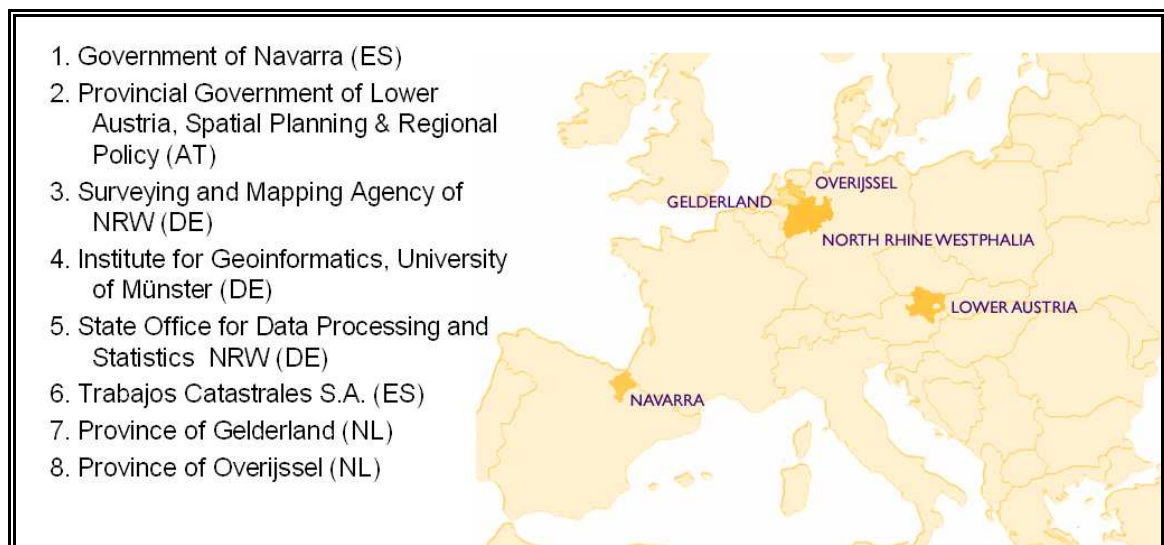 1. Government of Navarra (ES)
2. Provincial Government of Lower
Austria, Spatial Planning & Regional
Policy (AT)
3. Surveying and Mapping Agency of
NRW (DE)
4. Institute for Geoinformatics, University
of Münster (DE)
5. State Office for Data Processing and
Statistics NRW (DE)
6. Trabajos Catastrales S.A. (ES)
7. Province of Gelderland (NL)
8. Province of Overijssel (NL)
OVERIJSSEL
GELDERLAND
NORTH RHINE WESTPHALIA
LOWER AUSTRIA
NAVARRA